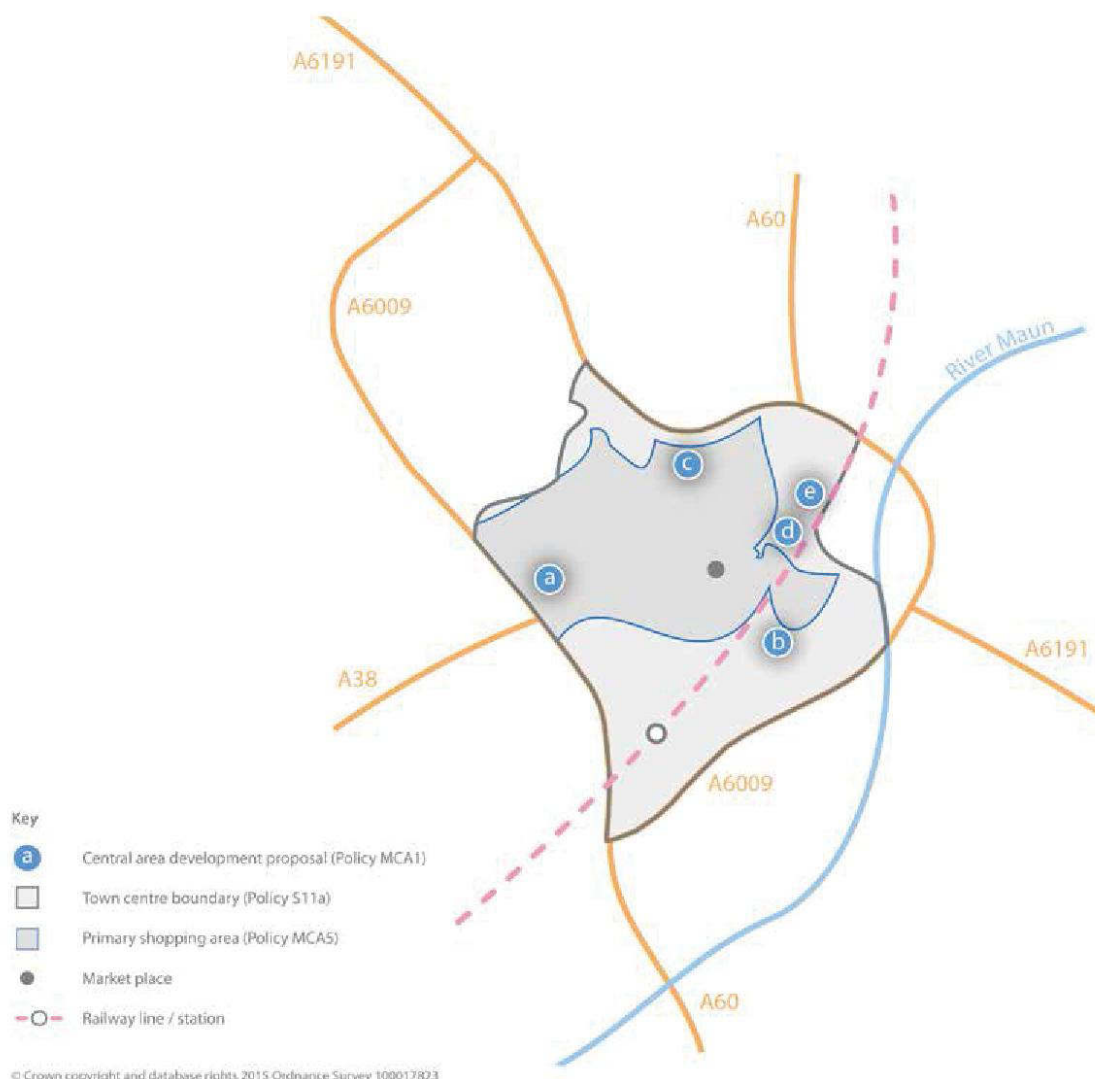 A6191
A60
A6009
River Maun
c
e
d
a
b
A38
A6191
A6009
A60
Key
a Central area development proposal (Policy MCA1)
Town centre boundary (Policy S11a)
Primary shopping area (Policy MCA5)
Market place
Railway line / station
© Crown copyright and database rights 2015 Ordnance Survey 100017823